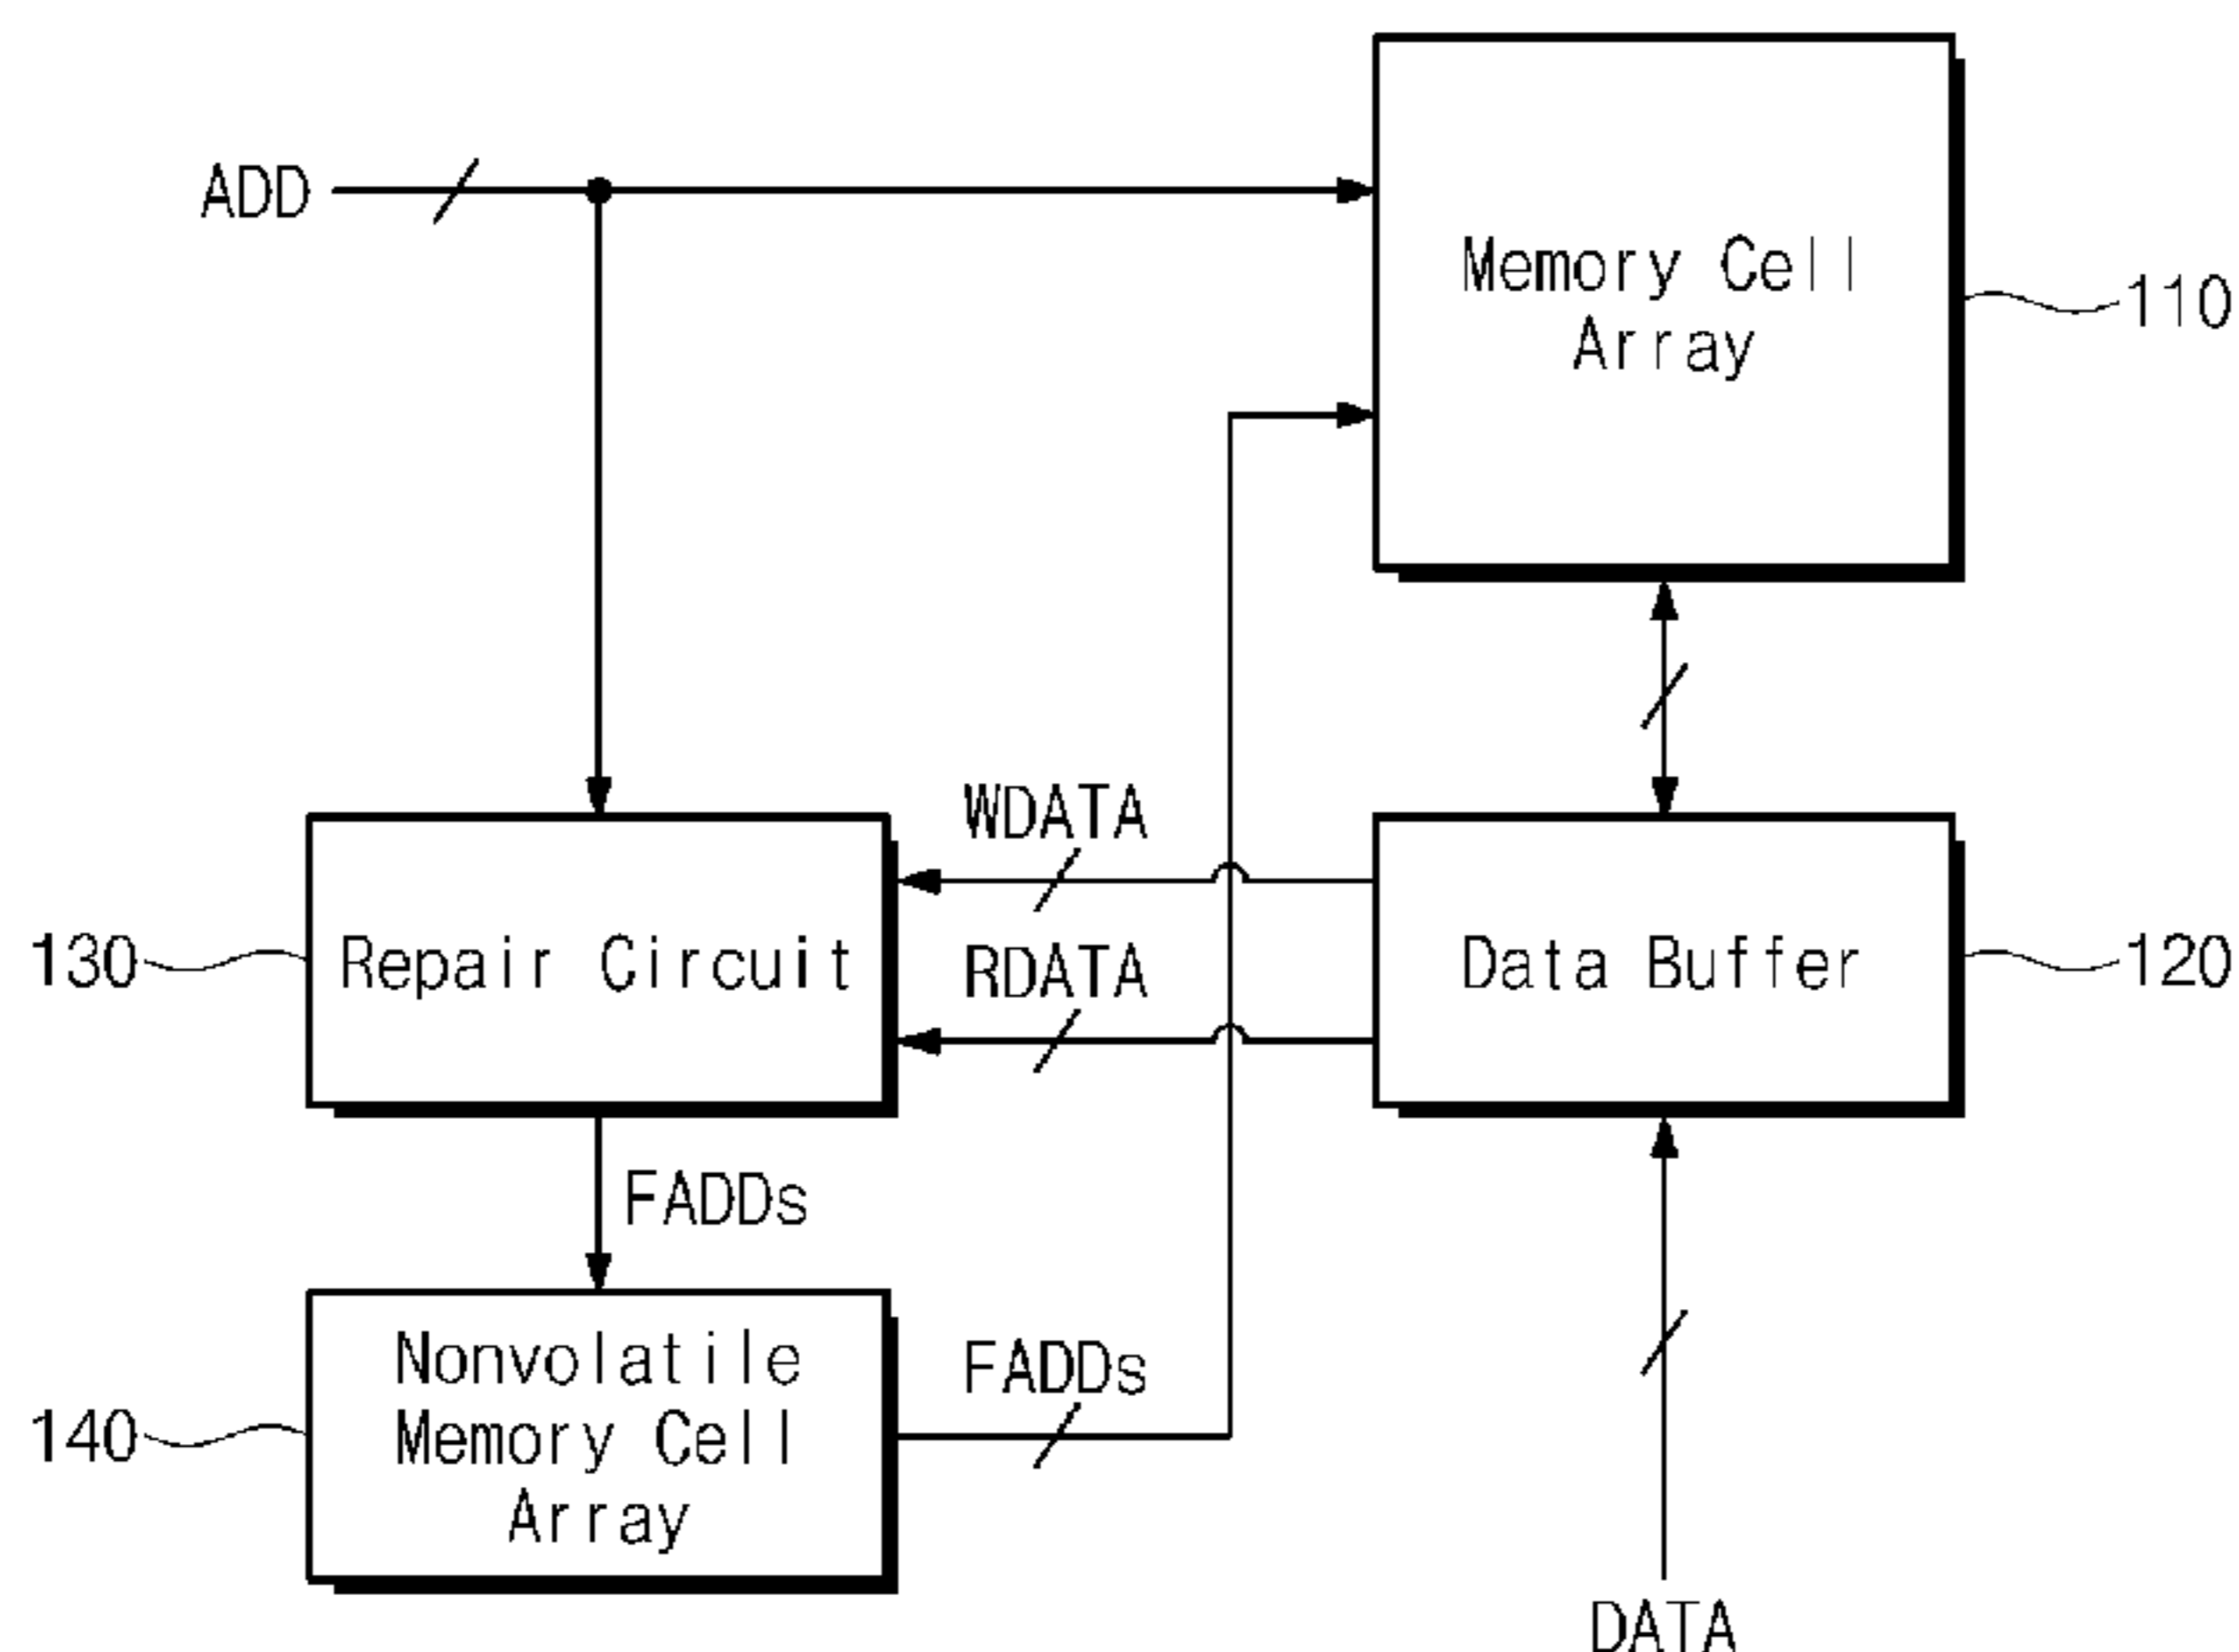 ADD
Memory Cell
Array
110
WDATA
130
Repair Circuit
RDATA
Data Buffer
120
FADDs
Nonvolatile
Memory Cell
Array
140
FADDs
DATA